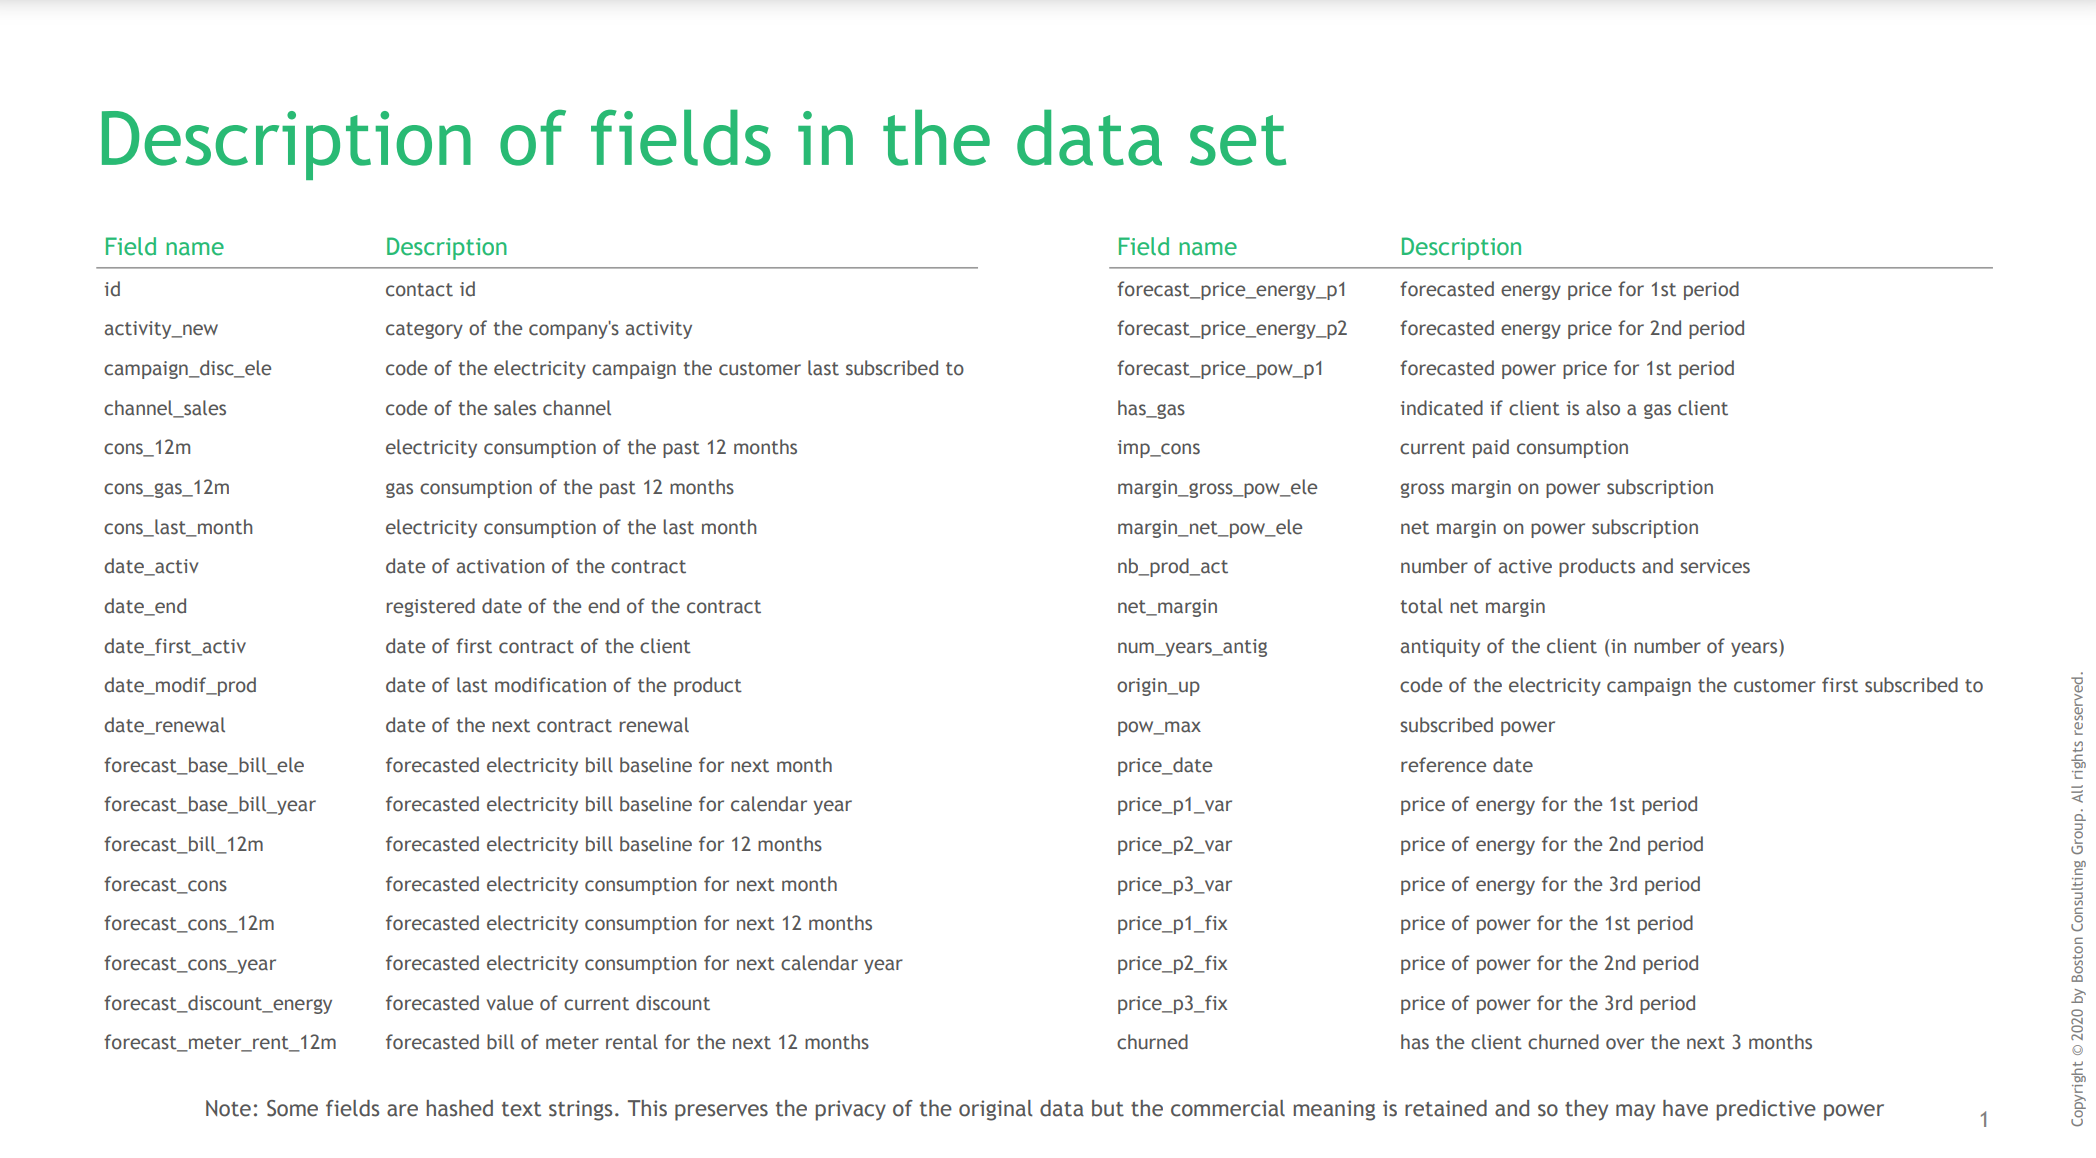 Description of fields in the data set
Field name Description
id contact id
activity_new category of the company's activity
campaign_disc_ele code of the electricity campaign the customer last subscribed to
channel_sales code of the sales channel
cons_12m electricity consumption of the past 12 months
cons_gas_12m gas consumption of the past 12 months
cons_last_month electricity consumption of the last month
date_activ date of activation of the contract
date_end registered date of the end of the contract
date_first_activ date of first contract of the client
date_modif_prod date of last modification of the product
date_renewal date of the next contract renewal
forecast_base_bill_ele forecasted electricity bill baseline for next month
forecast_base_bill_year forecasted electricity bill baseline for calendar year
forecast_bill_12m forecasted electricity bill baseline for 12 months
forecast_cons forecasted electricity consumption for next month
forecast_cons_12m forecasted electricity consumption for next 12 months
forecast_cons_year forecasted electricity consumption for next calendar year
forecast_discount_energy forecasted value of current discount
forecast_meter_rent_12m forecasted bill of meter rental for the next 12 months
Field name Description
forecast_price_energy_p1 forecasted energy price for 1st period
forecast_price_energy_p2 forecasted energy price for 2nd period
forecast_price_pow_p1 forecasted power price for 1st period
has_gas indicated if client is also a gas client
imp_cons current paid consumption
margin_gross_pow_ele gross margin on power subscription
margin_net_pow_ele net margin on power subscription
nb_prod_act number of active products and services
net_margin total net margin
num_years_antig antiquity of the client (in number of years)
origin_up code of the electricity campaign the customer first subscribed to
pow_max subscribed power
price_date reference date
price_p1_var price of energy for the 1st period
price_p2_var price of energy for the 2nd period
price_p3_var price of energy for the 3rd period
price_p1_fix price of power for the 1st period
price_p2_fix price of power for the 2nd period
price_p3_fix price of power for the 3rd period
churned has the client churned over the next 3 months
Note: Some fields are hashed text strings. This preserves the privacy of the original data but the commercial meaning is retained and so they may have predictive power
1
Copyright © 2020 by Boston Consulting Group. All rights reserved.